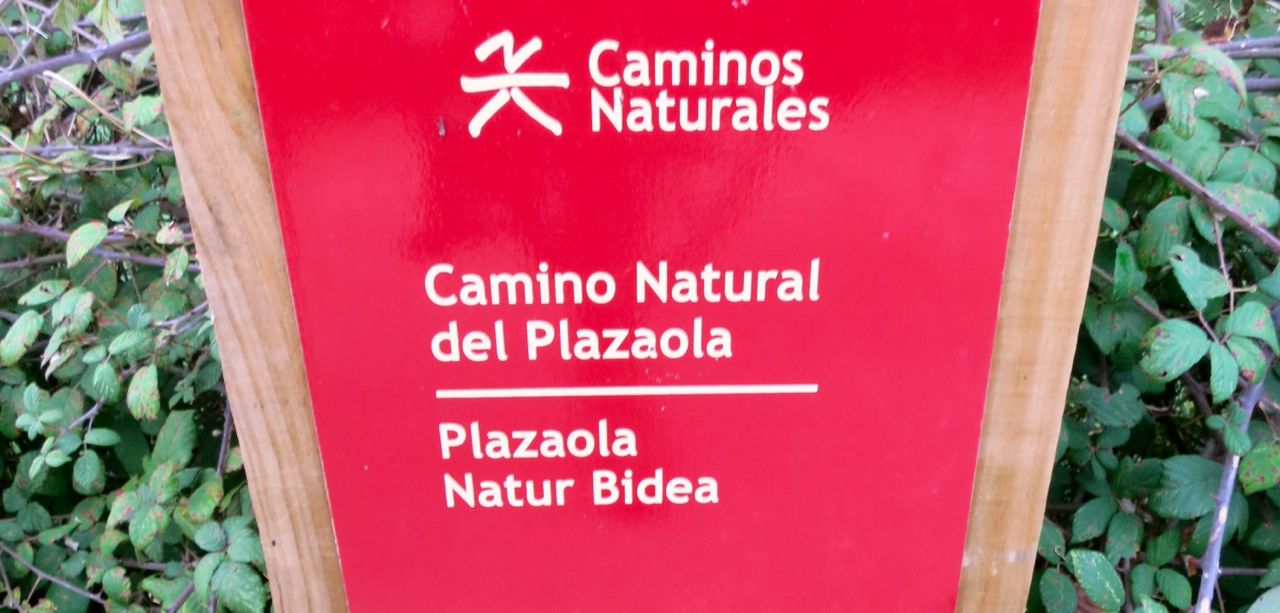 Caminos
Naturales
Camino Natural
del Plazaola
Plazaola
Natur Bidea